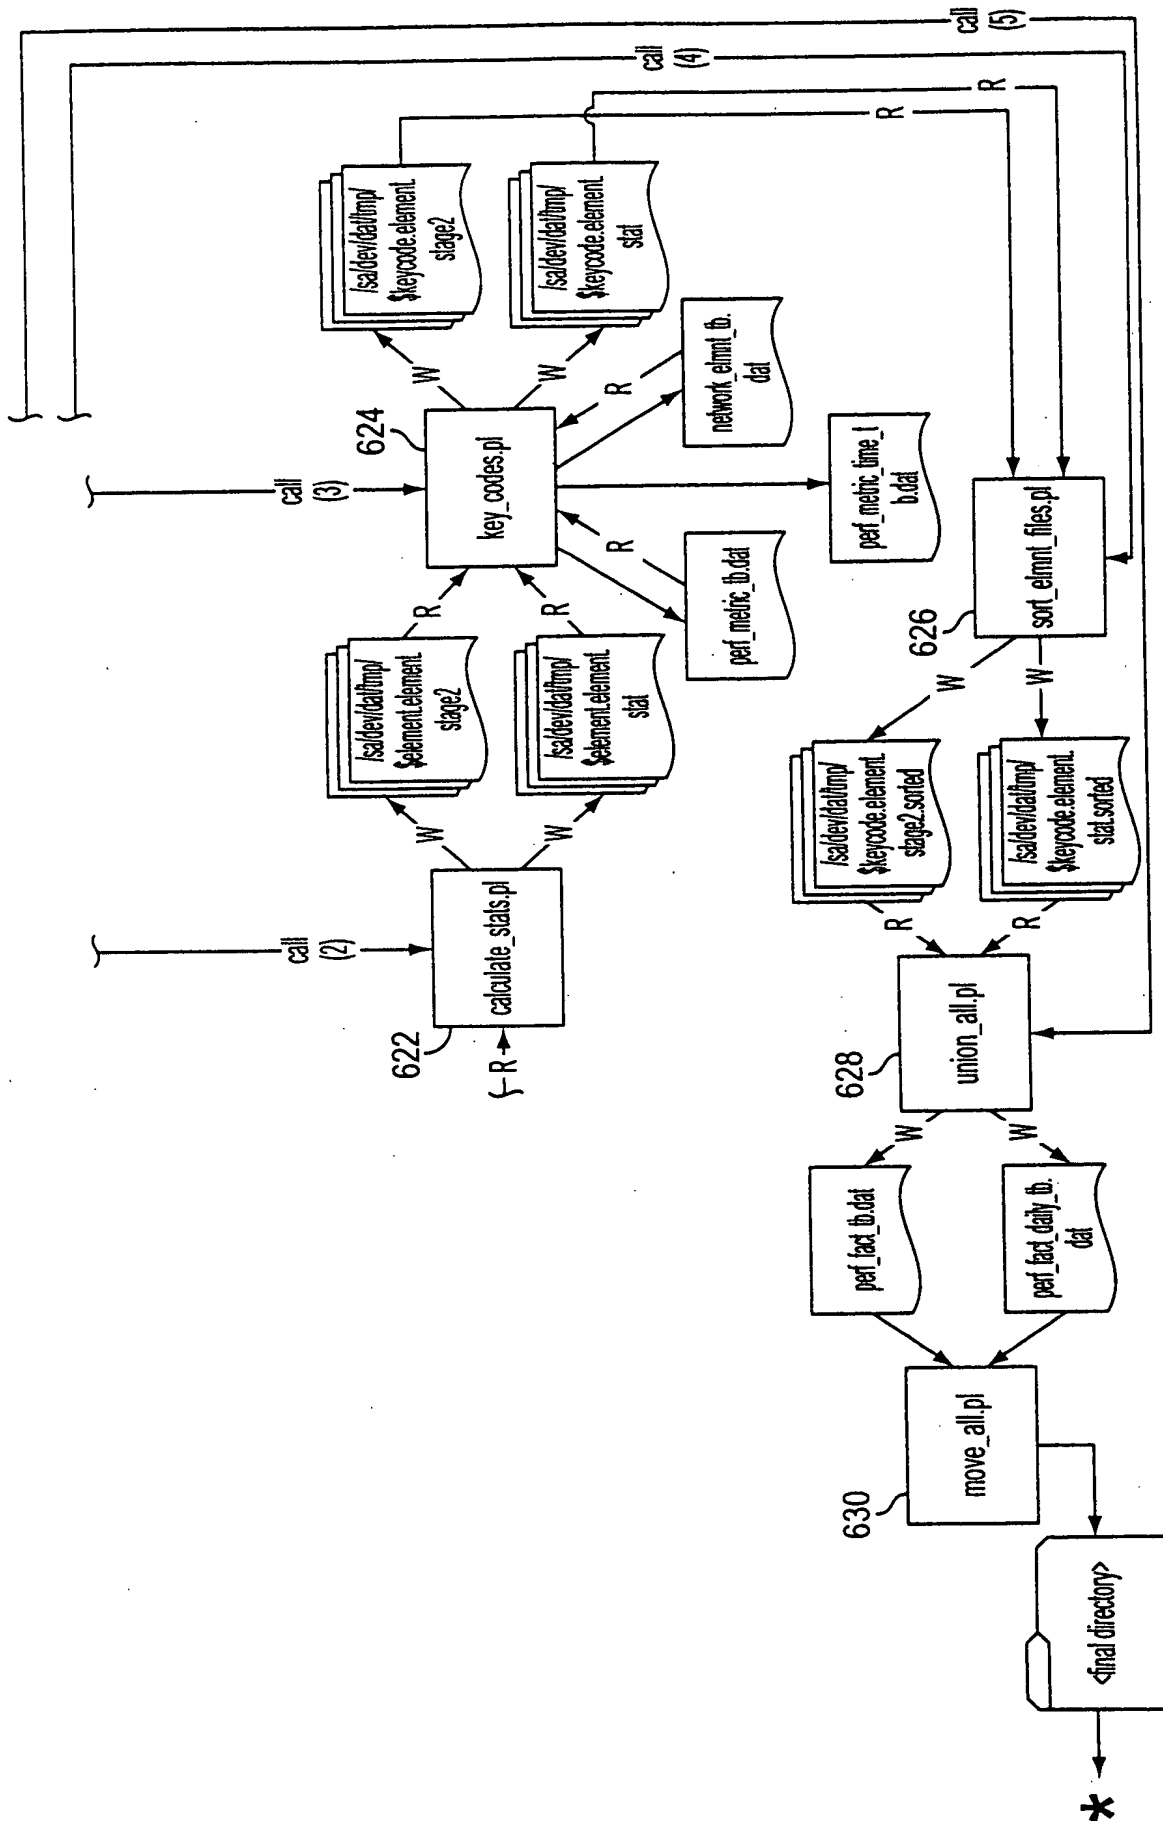 call
(5)
call
(4)
call
(3)
call
(2)
624
key_codes.pl
W
W
/sa/dev/dat/tmp/
$keycode.element.
stage2
/sa/dev/dat/tmp/
$keycode.element.
stat
R
R
R
network_elmnt_tb.
dat
perf_metric_time_t
b.dat
R
perf_metric_tb.dat
R
R
/sa/dev/dat/tmp/
$element.element.
stage2
/sa/dev/dat/tmp/
$element.element.
stat
W
W
622
calculate_stats.pl
R
626
sort_elmnt_files.pl
W
W
/sa/dev/dat/tmp/
$keycode.element.
stage2.sorted
/sa/dev/dat/tmp/
$keycode.element.
stat.sorted
R
R
628
union_all.pl
W
W
perf_fact_tb.dat
perf_fact_daily_tb.
dat
630
move_all.pl
<final directory>
*